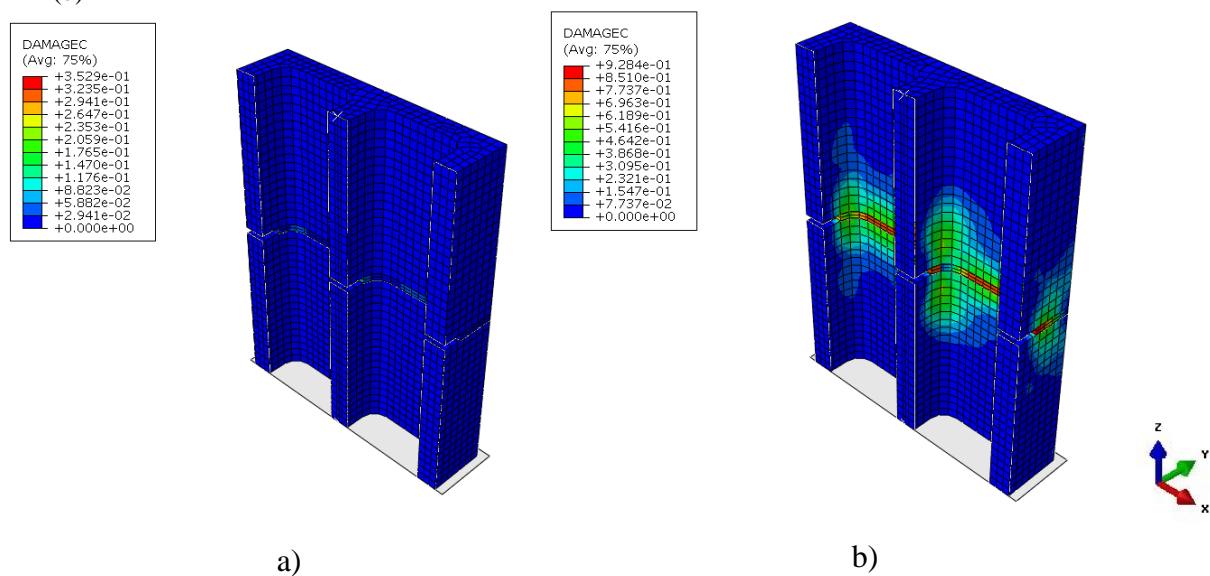 DAMAGEC
(Avg: 75%)
+3.529e-01
+3.235e-01
+2.941e-01
+2.647e-01
+2.353e-01
+2.059e-01
+1.765e-01
+1.470e-01
+1.176e-01
+8.823e-02
+5.882e-02
+2.941e-02
+0.000e+00
DAMAGEC
(Avg: 75%)
+9.284e-01
+8.510e-01
+7.737e-01
+6.963e-01
+6.189e-01
+5.416e-01
+4.642e-01
+3.868e-01
+3.095e-01
+2.321e-01
+1.547e-01
+7.737e-02
+0.000e+00
Z
Y
X
a)
b)